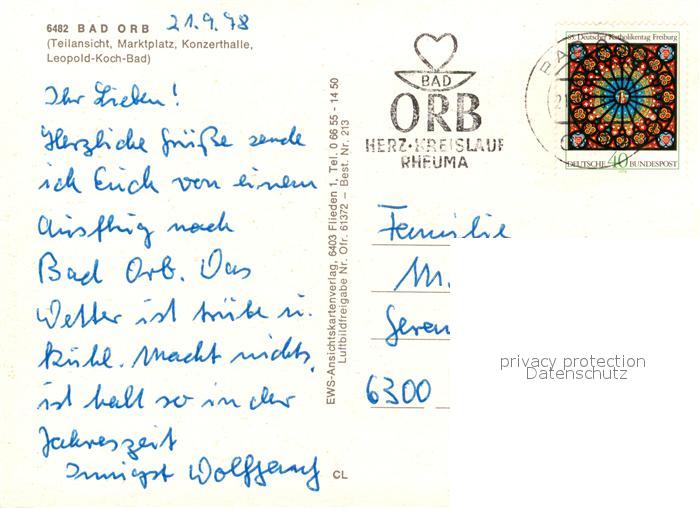 6482 BAD ORB 21.9.78
(Teilansicht, Marktplatz, Konzerthalle,
Leopold-Koch-Bad)
Ihr Lieben!
Herzliche Grüße sende
ich Euch von einem
Ausflug nach
Bad Orb. Das
Wetter ist trübe u.
kühl. Macht nichts,
ist halt so in der
Jahreszeit
Innigst Wolfgang
CL
EWS-Ansichtskartenverlag, 6403 Flieden 1, Tel. 0 66 55 - 14 50
Luftbildfreigabe Nr. Ofr. 61372 – Best. Nr. 213
BAD
ORB
HERZ·KREISLAUF
RHEUMA
BAD
85. Deutscher Katholikentag Freiburg
DEUTSCHE 40 BUNDESPOST
Familie
M.
Geren
6300
privacy protection
Datenschutz